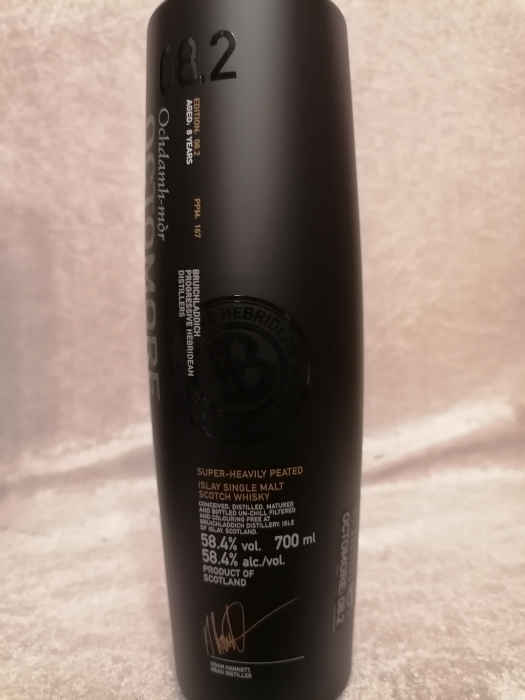 08.2
EDITION: 08.2
AGED: 8 YEARS
PPM: 167
Ochdamh-mòr
OCTOMORE
BRUICHLADDICH
PROGRESSIVE HEBRIDEAN
DISTILLERS
HEBRIDEAN
B
SUPER-HEAVILY PEATED
ISLAY SINGLE MALT
SCOTCH WHISKY
CONCEIVED, DISTILLED, MATURED
AND BOTTLED UN-CHILL FILTERED
AND COLOURING FREE AT
BRUICHLADDICH DISTILLERY, ISLE
OF ISLAY, SCOTLAND.
58.4% vol. 700 ml
58.4% alc./vol.
PRODUCT OF
SCOTLAND
ADAM HANNETT,
HEAD DISTILLER
OCTOMORE 08.2